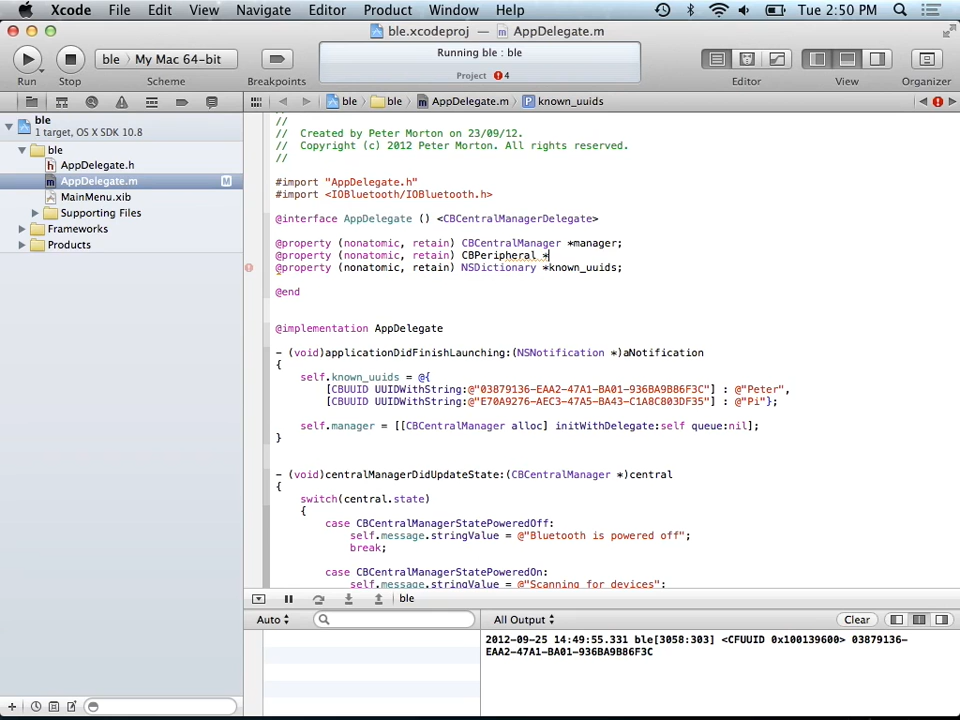 Xcode File Edit View Navigate Editor Product Window Help Tue 2:50 PM
ble.xcodeproj — AppDelegate.m
Run Stop
ble › My Mac 64-bit
Scheme
Breakpoints
Running ble : ble
Project 4
Editor
View
Organizer
ble › ble › AppDelegate.m › P known_uuids
ble
1 target, OS X SDK 10.8
ble
h AppDelegate.h
m AppDelegate.m M
MainMenu.xib
Supporting Files
Frameworks
Products
//
//  Created by Peter Morton on 23/09/12.
//  Copyright (c) 2012 Peter Morton. All rights reserved.
//
#import "AppDelegate.h"
#import <IOBluetooth/IOBluetooth.h>
@interface AppDelegate () <CBCentralManagerDelegate>
@property (nonatomic, retain) CBCentralManager *manager;
@property (nonatomic, retain) CBPeripheral *
@property (nonatomic, retain) NSDictionary *known_uuids;
@end
@implementation AppDelegate
- (void)applicationDidFinishLaunching:(NSNotification *)aNotification
{
self.known_uuids = @{
[CBUUID UUIDWithString:@"03879136-EAA2-47A1-BA01-936BA9B86F3C"] : @"Peter",
[CBUUID UUIDWithString:@"E70A9276-AEC3-47A5-BA43-C1A8C803DF35"] : @"Pi"};
self.manager = [[CBCentralManager alloc] initWithDelegate:self queue:nil];
}
- (void)centralManagerDidUpdateState:(CBCentralManager *)central
{
switch(central.state)
{
case CBCentralManagerStatePoweredOff:
self.message.stringValue = @"Bluetooth is powered off";
break;
case CBCentralManagerStatePoweredOn:
self.message.stringValue = @"Scanning for devices";
ble
Auto
All Output
Clear
2012-09-25 14:49:55.331 ble[3058:303] <CFUUID 0x100139600> 03879136-
EAA2-47A1-BA01-936BA9B86F3C